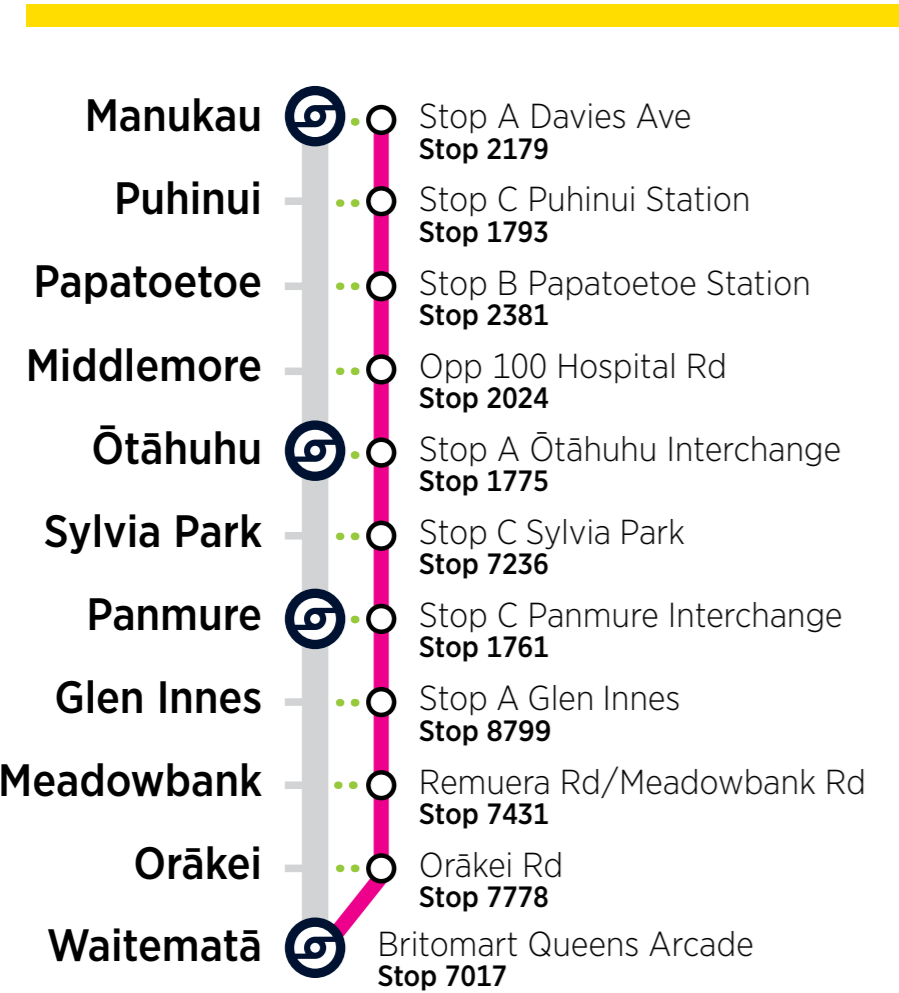 Manukau
Stop A Davies Ave
Stop 2179
Puhinui
Stop C Puhinui Station
Stop 1793
Papatoetoe
Stop B Papatoetoe Station
Stop 2381
Middlemore
Opp 100 Hospital Rd
Stop 2024
Ōtāhuhu
Stop A Ōtāhuhu Interchange
Stop 1775
Sylvia Park
Stop C Sylvia Park
Stop 7236
Panmure
Stop C Panmure Interchange
Stop 1761
Glen Innes
Stop A Glen Innes
Stop 8799
Meadowbank
Remuera Rd/Meadowbank Rd
Stop 7431
Orākei
Orākei Rd
Stop 7778
Waitematā
Britomart Queens Arcade
Stop 7017